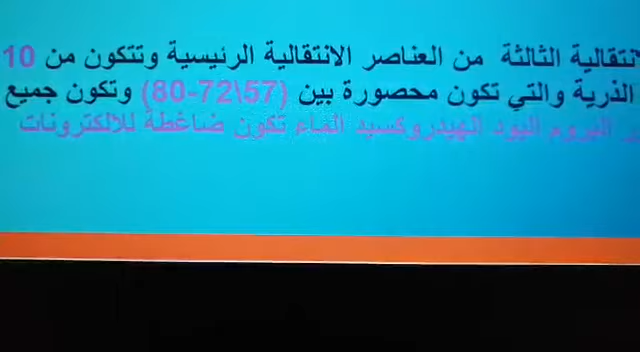 الانتقالية الثالثة من العناصر الانتقالية الرئيسية وتتكون من 10
الذرية والتي تكون محصورة بين (57\72-80) وتكون جميع
البروم اليود الهيدروكسيد الماء تكون ضاغطة للالكترونات